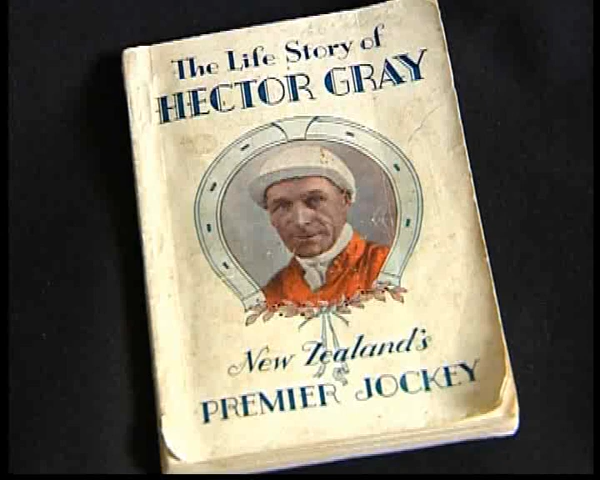 The Life Story of
HECTOR GRAY
New Zealand's
PREMIER JOCKEY